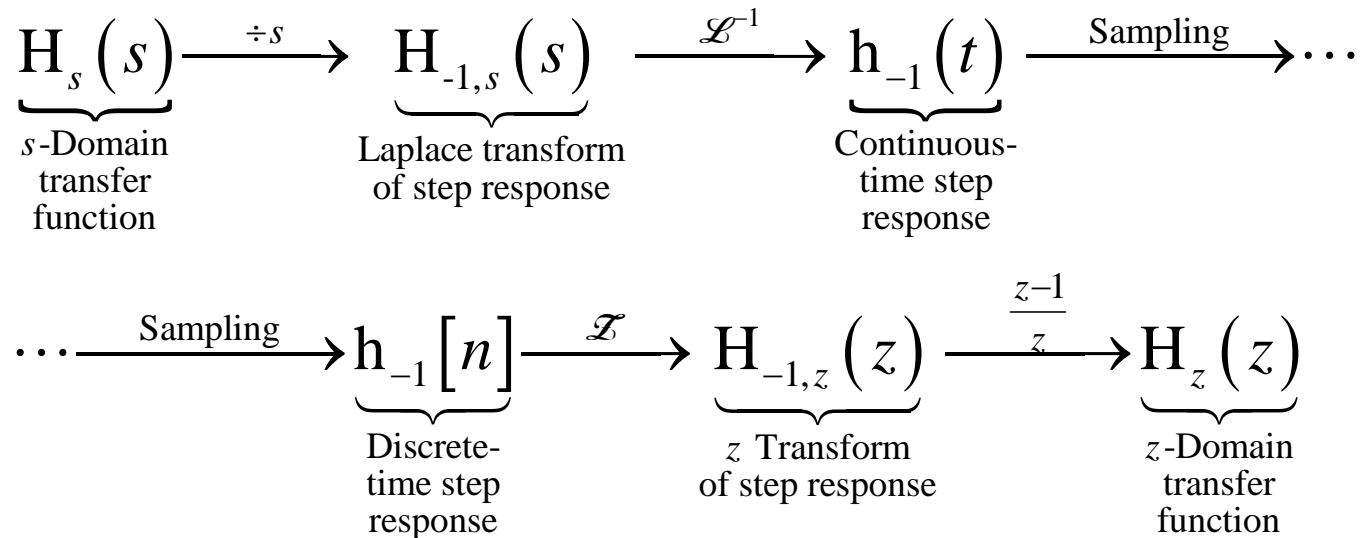 ÷s ℒ⁻¹ Sampling
Hₛ(s) → H₋₁,ₛ(s) → h₋₁(t) → ···
s-Domain transfer function
Laplace transform of step response
Continuous-time step response
Sampling 𝒵 z−1/z
··· → h₋₁[n] → H₋₁,z(z) → H_z(z)
Discrete-
time step
response
z Transform
of step response
z-Domain
transfer
function